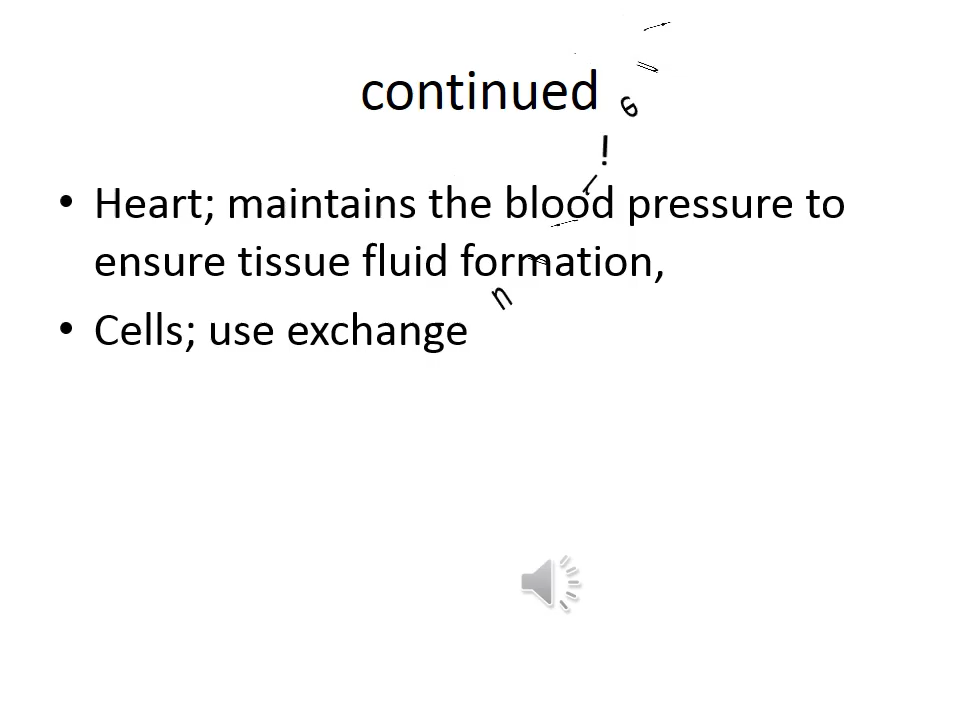 continued
• Heart; maintains the blood pressure to
ensure tissue fluid formation,
• Cells; use exchange